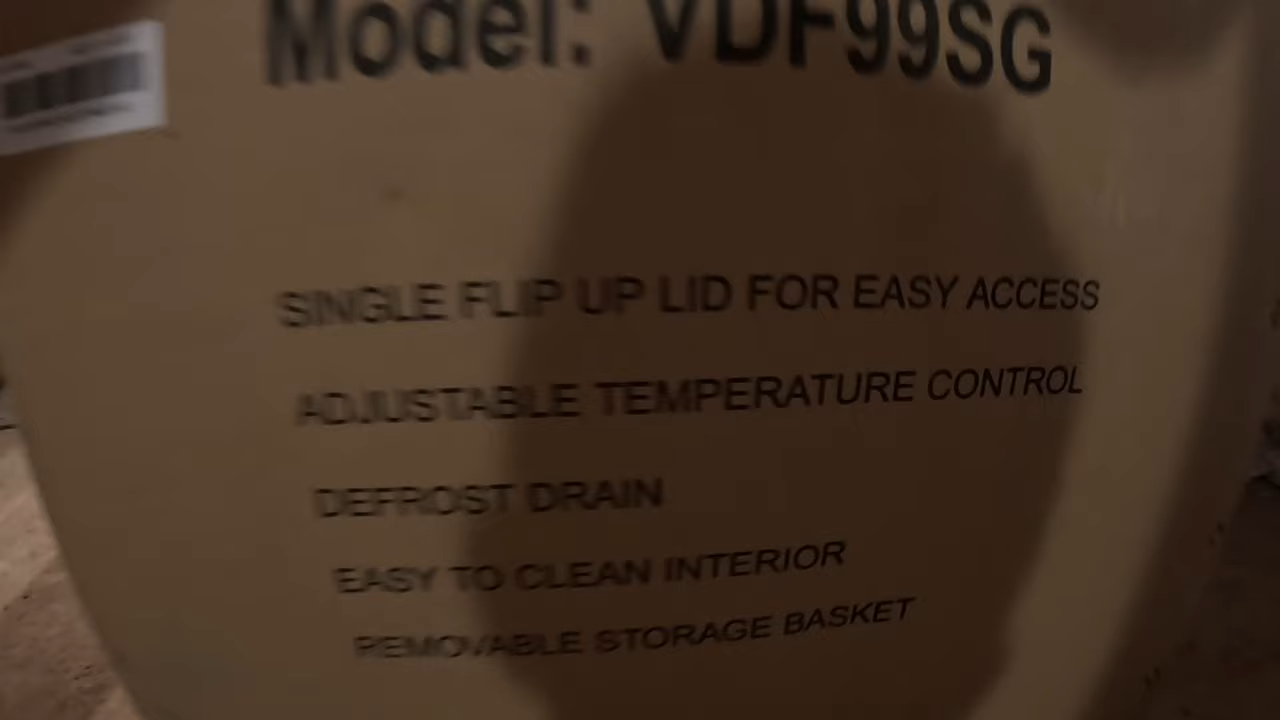 Model: VDF99SG
SINGLE FLIP UP LID FOR EASY ACCESS
ADJUSTABLE TEMPERATURE CONTROL
DEFROST DRAIN
EASY TO CLEAN INTERIOR
REMOVABLE STORAGE BASKET